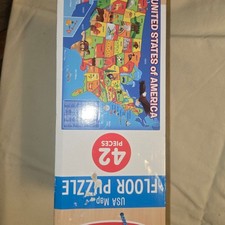 UNITED STATES of AMERICA
42
PIECES
USA Map
FLOOR PUZZLE